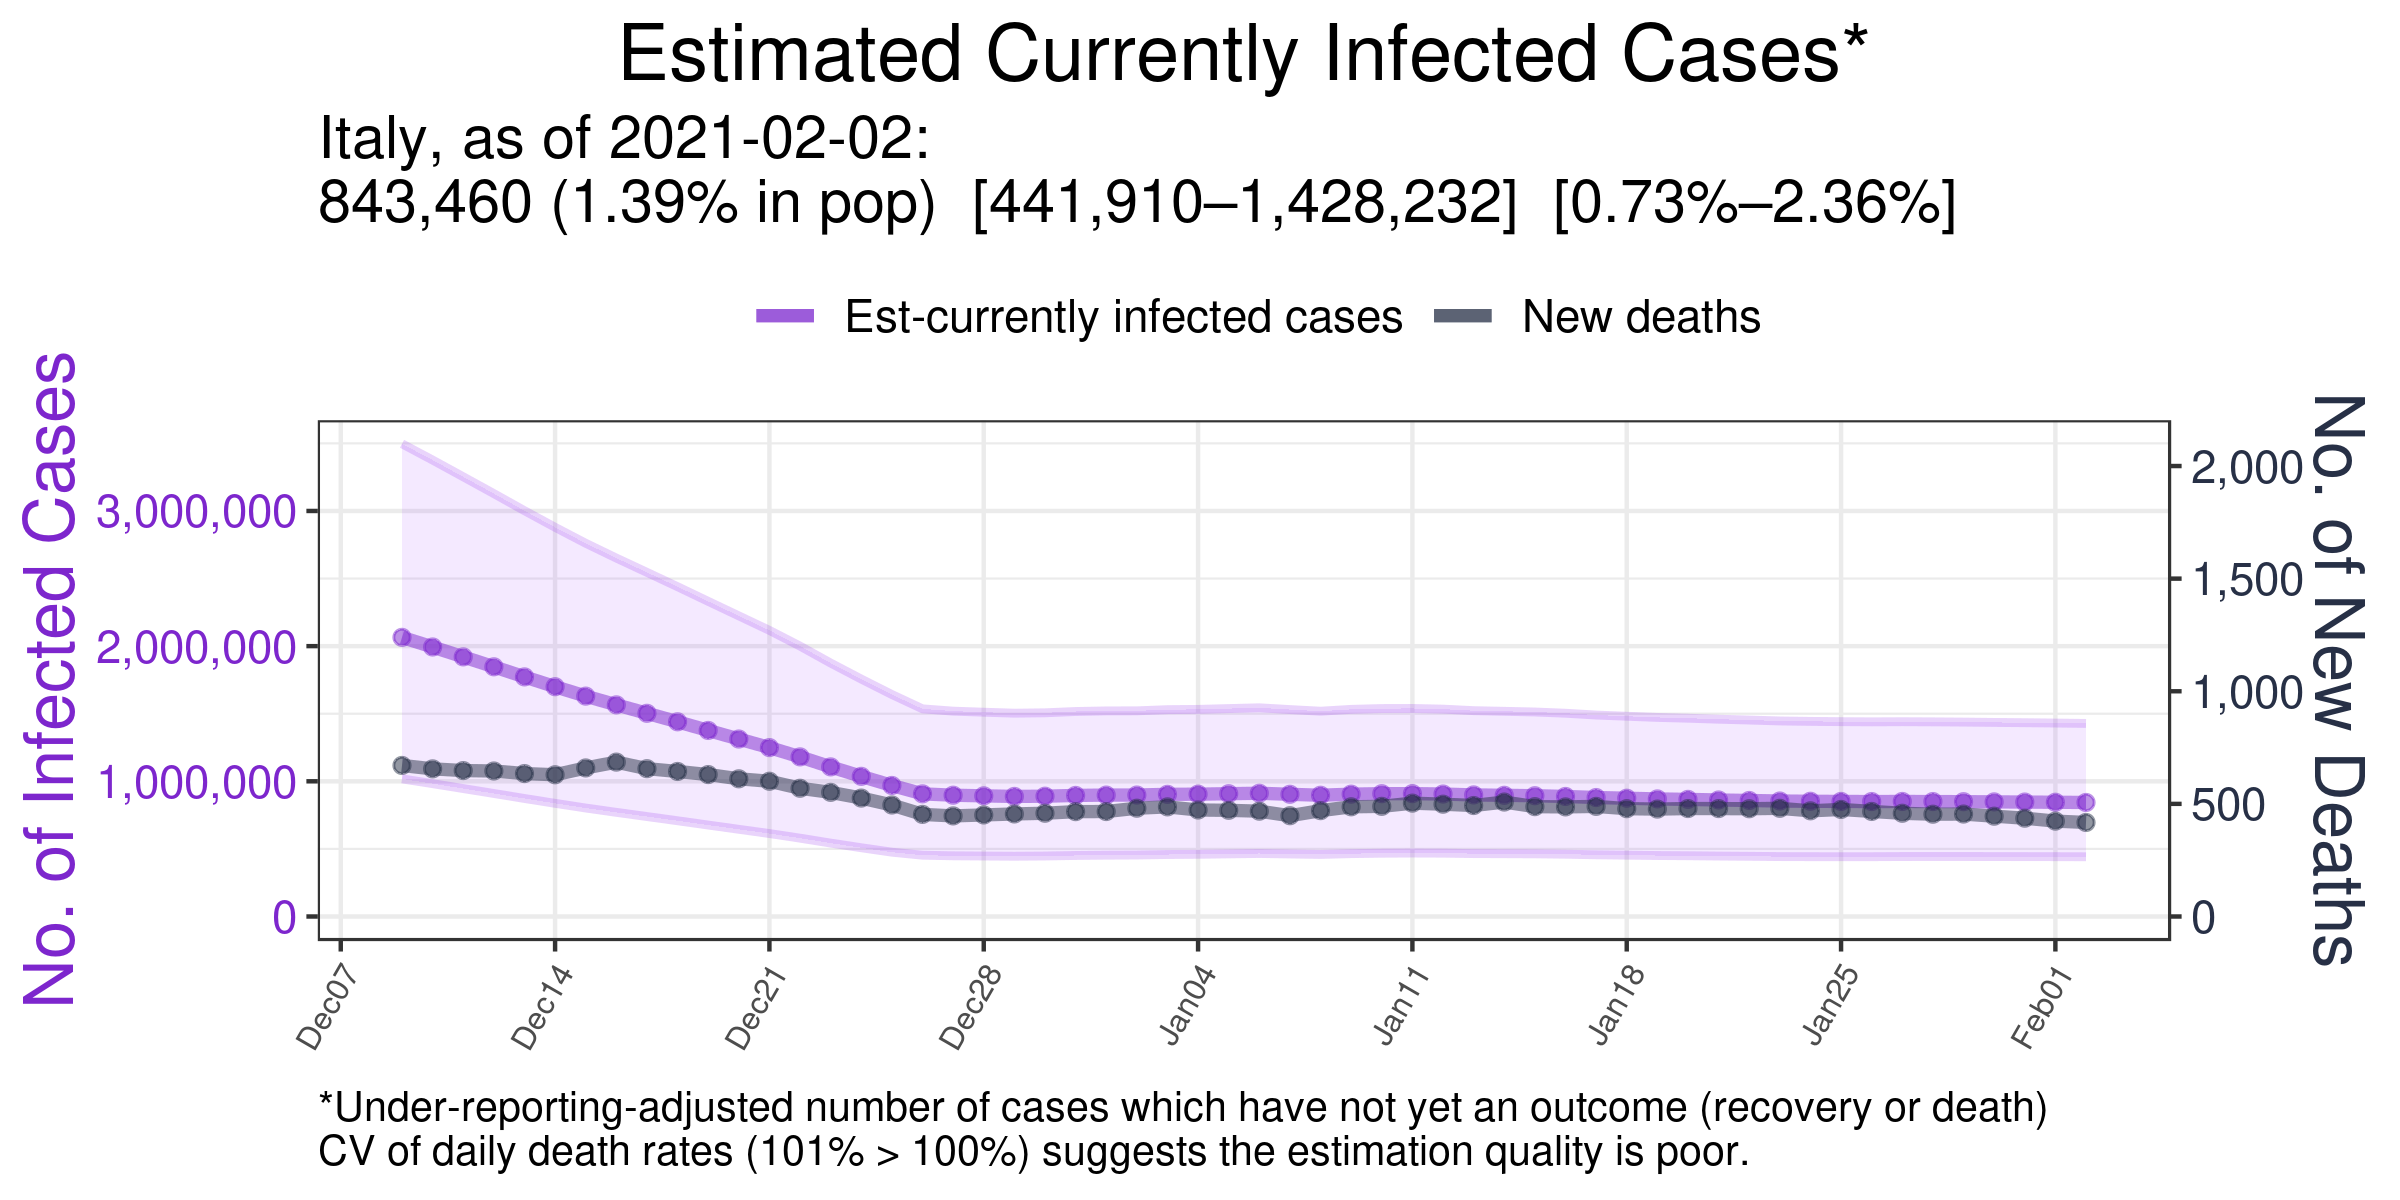 Estimated Currently Infected Cases*
Italy, as of 2021-02-02:
843,460 (1.39% in pop)  [441,910–1,428,232]  [0.73%–2.36%]
Est-currently infected cases
New deaths
No. of Infected Cases
3,000,000
2,000,000
1,000,000
0
2,000
1,500
1,000
500
0
No. of New Deaths
Dec07
Dec14
Dec21
Dec28
Jan04
Jan11
Jan18
Jan25
Feb01
*Under-reporting-adjusted number of cases which have not yet an outcome (recovery or death)
CV of daily death rates (101% > 100%) suggests the estimation quality is poor.